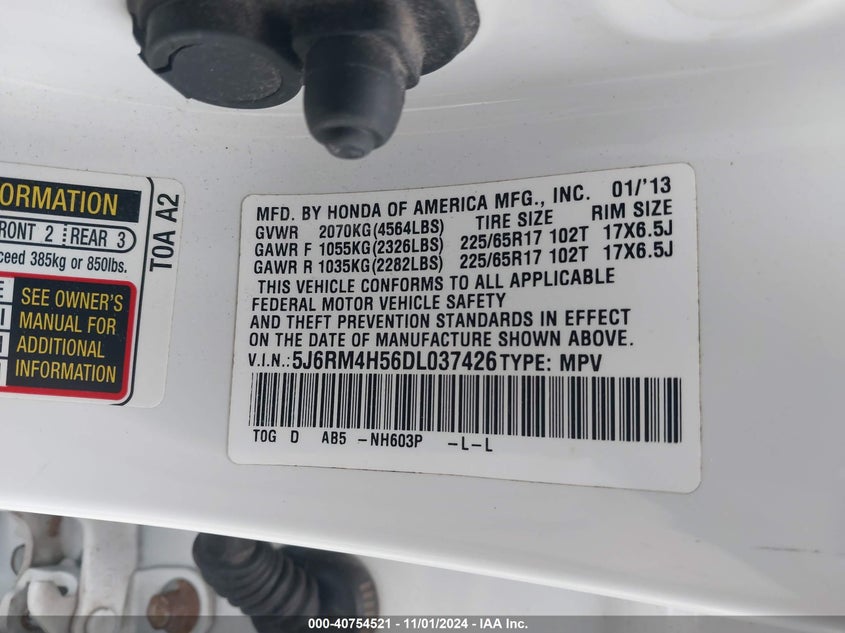 ORMATION
RONT 2 REAR 3
ceed 385kg or 850lbs.
SEE OWNER'S
MANUAL FOR
ADDITIONAL
INFORMATION
TOA A2
MFD. BY HONDA OF AMERICA MFG., INC. 01/'13
GVWR 2070KG(4564LBS) TIRE SIZE RIM SIZE
GAWR F 1055KG(2326LBS) 225/65R17 102T 17X6.5J
GAWR R 1035KG(2282LBS) 225/65R17 102T 17X6.5J
THIS VEHICLE CONFORMS TO ALL APPLICABLE
FEDERAL MOTOR VEHICLE SAFETY
AND THEFT PREVENTION STANDARDS IN EFFECT
ON THE DATE OF MANUFACTURE SHOWN ABOVE.
V.I.N.:5J6RM4H56DL037426TYPE: MPV
TOG D AB5 -NH603P -L-L
000-40754521 - 11/01/2024 - IAA Inc.